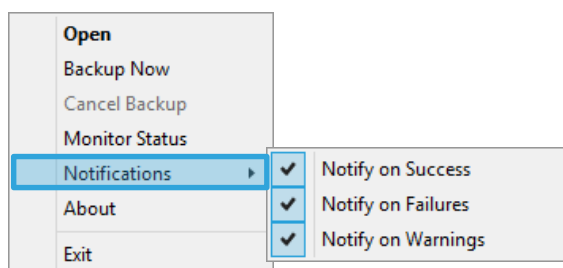 Open
Backup Now
Cancel Backup
Monitor Status
Notifications
About
Exit
Notify on Success
Notify on Failures
Notify on Warnings